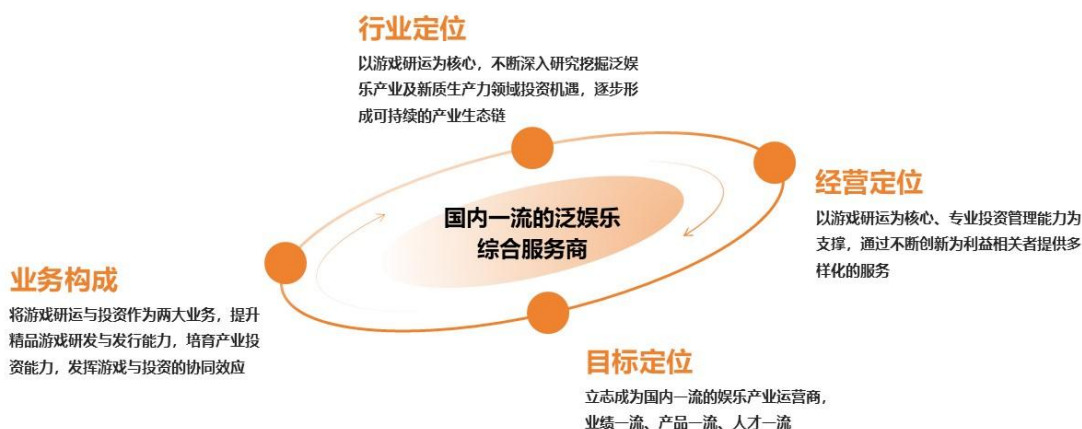 行业定位
以游戏研运为核心，不断深入研究挖掘泛娱
乐产业及新质生产力领域投资机遇，逐步形
成可持续的产业生态链
经营定位
以游戏研运为核心、专业投资管理能力为
支撑，通过不断创新为利益相关者提供多
样化的服务
国内一流的泛娱乐
综合服务商
业务构成
将游戏研运与投资作为两大业务，提升
精品游戏研发与发行能力，培育产业投
资能力，发挥游戏与投资的协同效应
目标定位
立志成为国内一流的娱乐产业运营商，
业绩一流、产品一流、人才一流